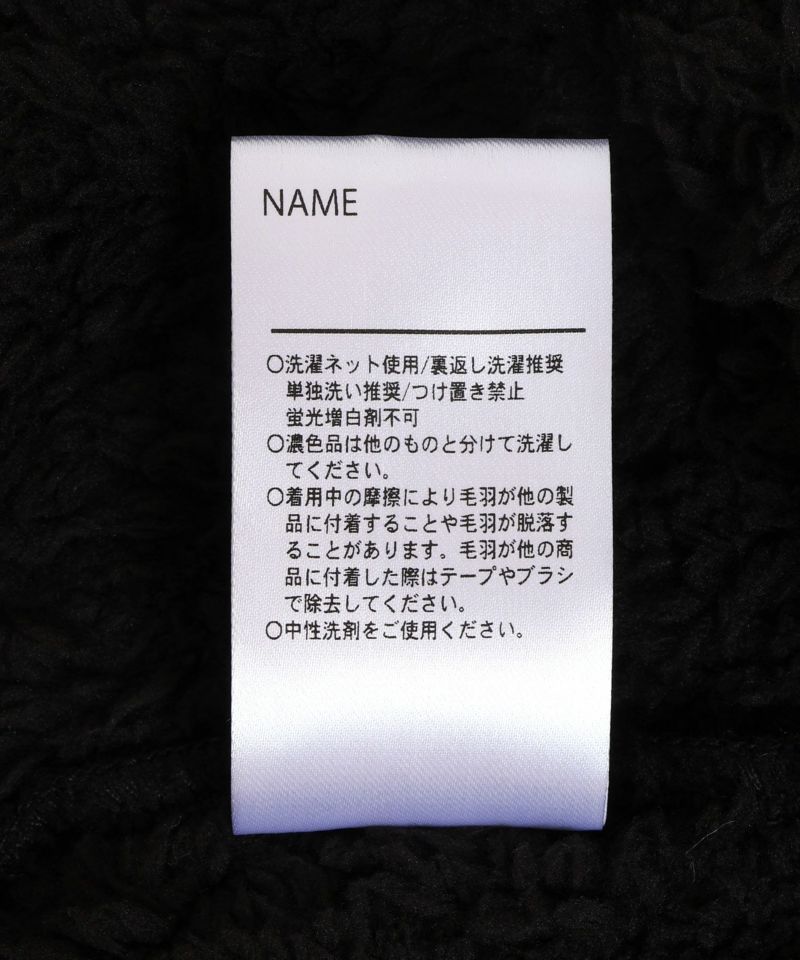 NAME
〇洗濯ネット使用/裏返し洗濯推奨
単独洗い推奨/つけ置き禁止
蛍光増白剤不可
〇濃色品は他のものと分けて洗濯し
てください。
〇着用中の摩擦により毛羽が他の製
品に付着することや毛羽が脱落す
ることがあります。毛羽が他の商
品に付着した際はテープやブラシ
で除去してください。
〇中性洗剤をご使用ください。